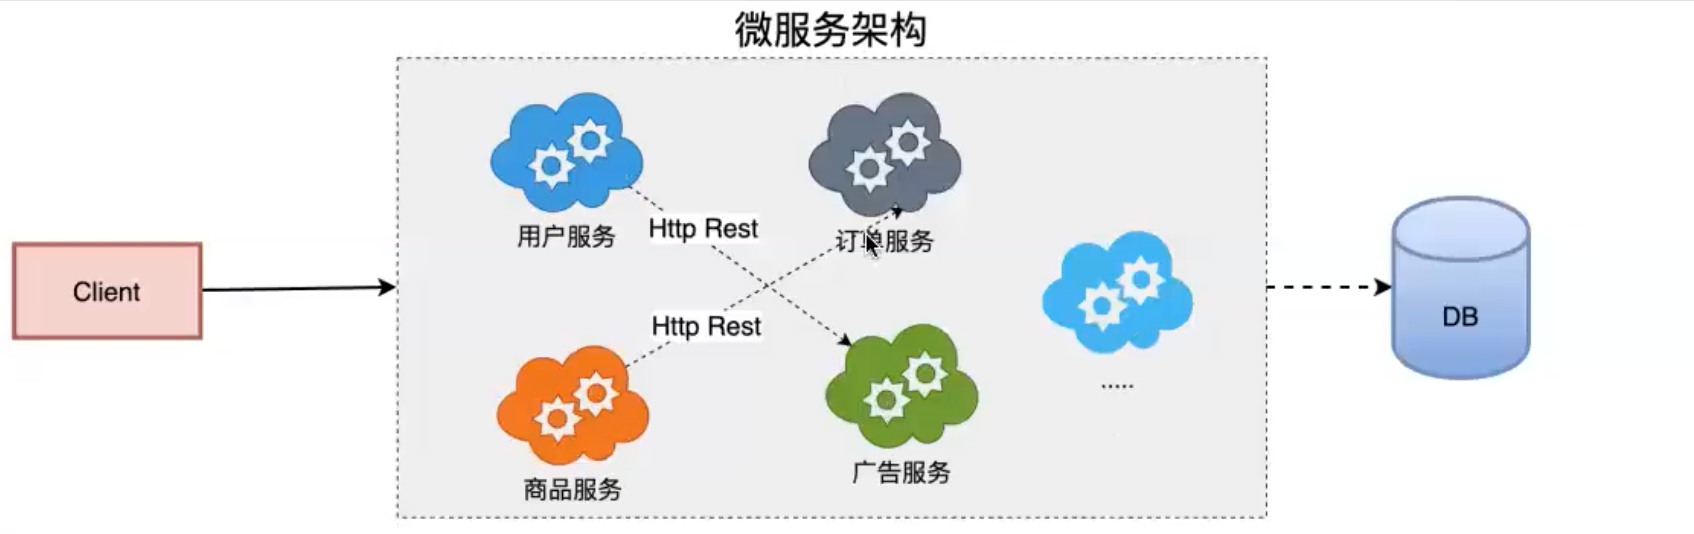 微服务架构
用户服务
Http Rest
订单服务
Client
Http Rest
DB
.....
商品服务
广告服务